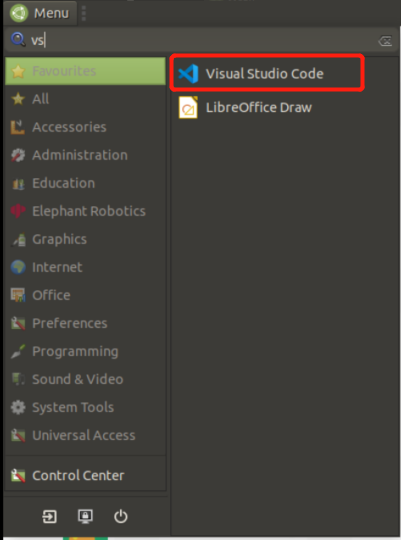 Menu
vs
Favourites
All
Accessories
Administration
Education
Elephant Robotics
Graphics
Internet
Office
Preferences
Programming
Sound & Video
System Tools
Universal Access
Control Center
Visual Studio Code
LibreOffice Draw